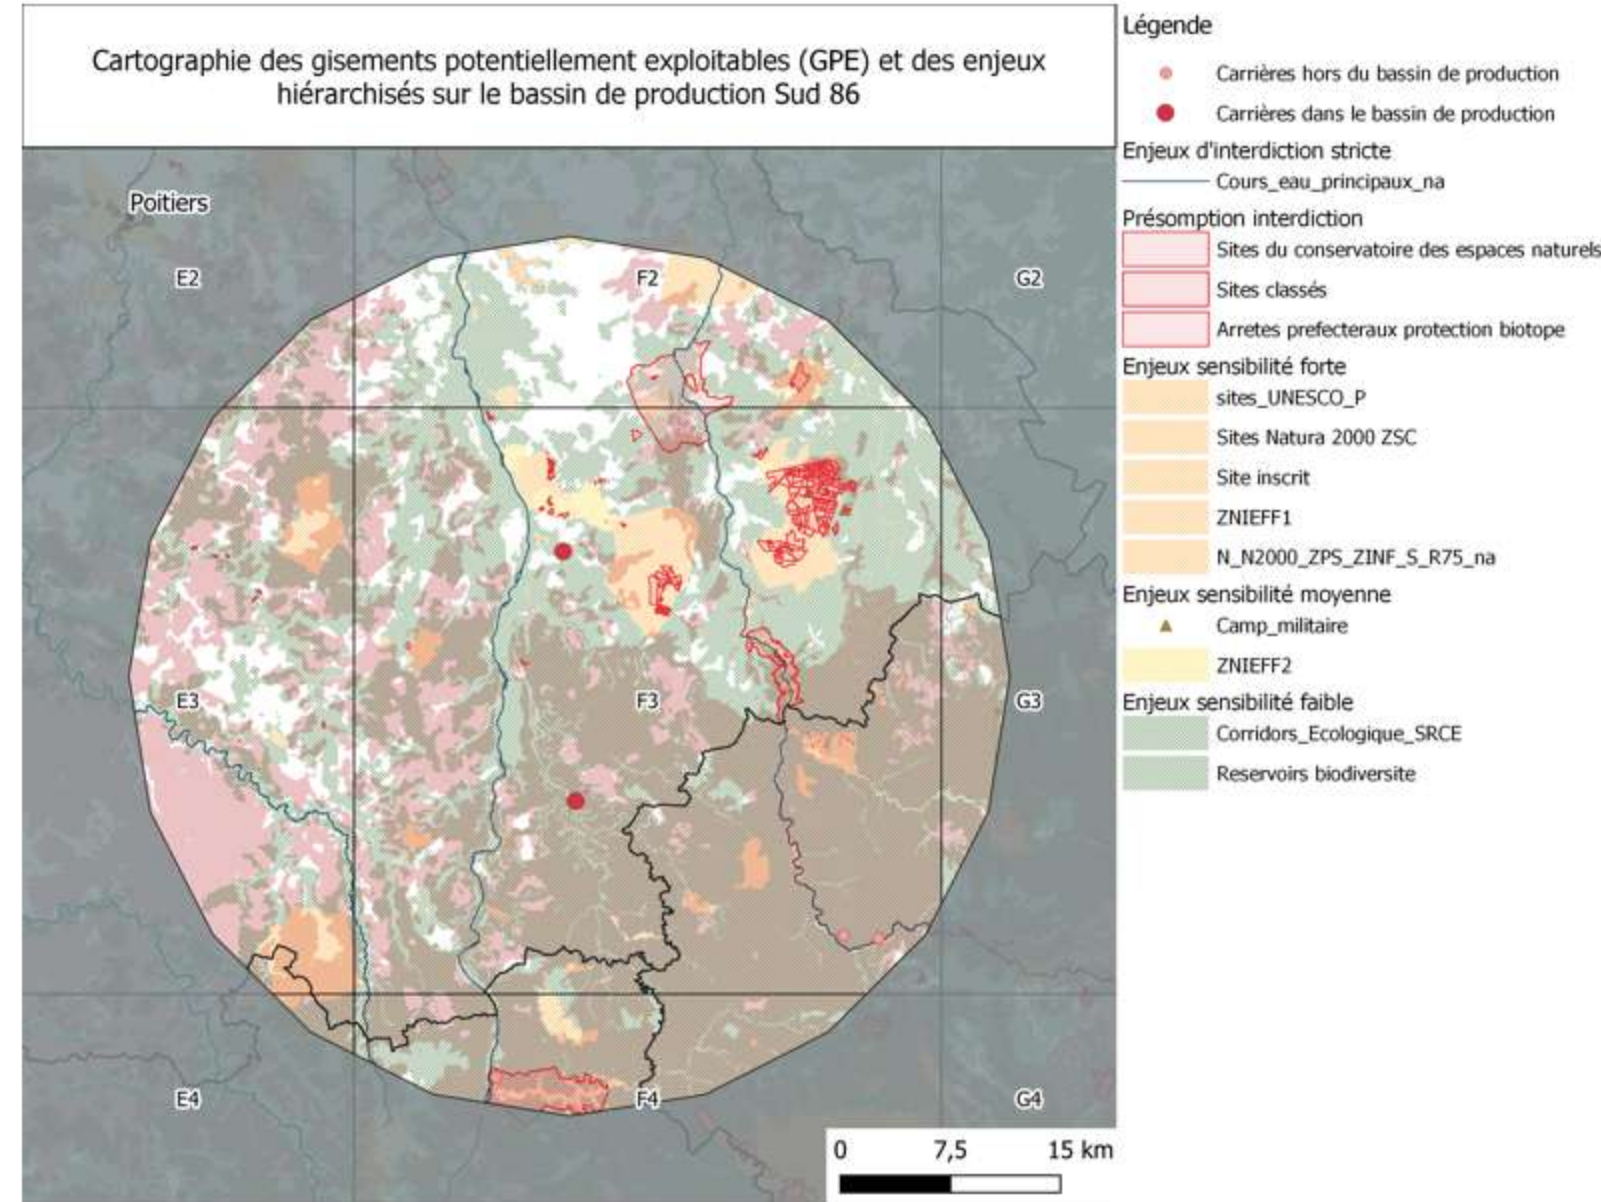 Cartographie des gisements potentiellement exploitables (GPE) et des enjeux
hiérarchisés sur le bassin de production Sud 86
Poitiers
E2
F2
G2
E3
F3
G3
E4
F4
G4
0 7,5 15 km
Légende
Carrières hors du bassin de production
Carrières dans le bassin de production
Enjeux d'interdiction stricte
Cours_eau_principaux_na
Présomption interdiction
Sites du conservatoire des espaces naturels
Sites classés
Arretes prefecteraux protection biotope
Enjeux sensibilité forte
sites_UNESCO_P
Sites Natura 2000 ZSC
Site inscrit
ZNIEFF1
N_N2000_ZPS_ZINF_S_R75_na
Enjeux sensibilité moyenne
Camp_militaire
ZNIEFF2
Enjeux sensibilité faible
Corridors_Ecologique_SRCE
Reservoirs biodiversite